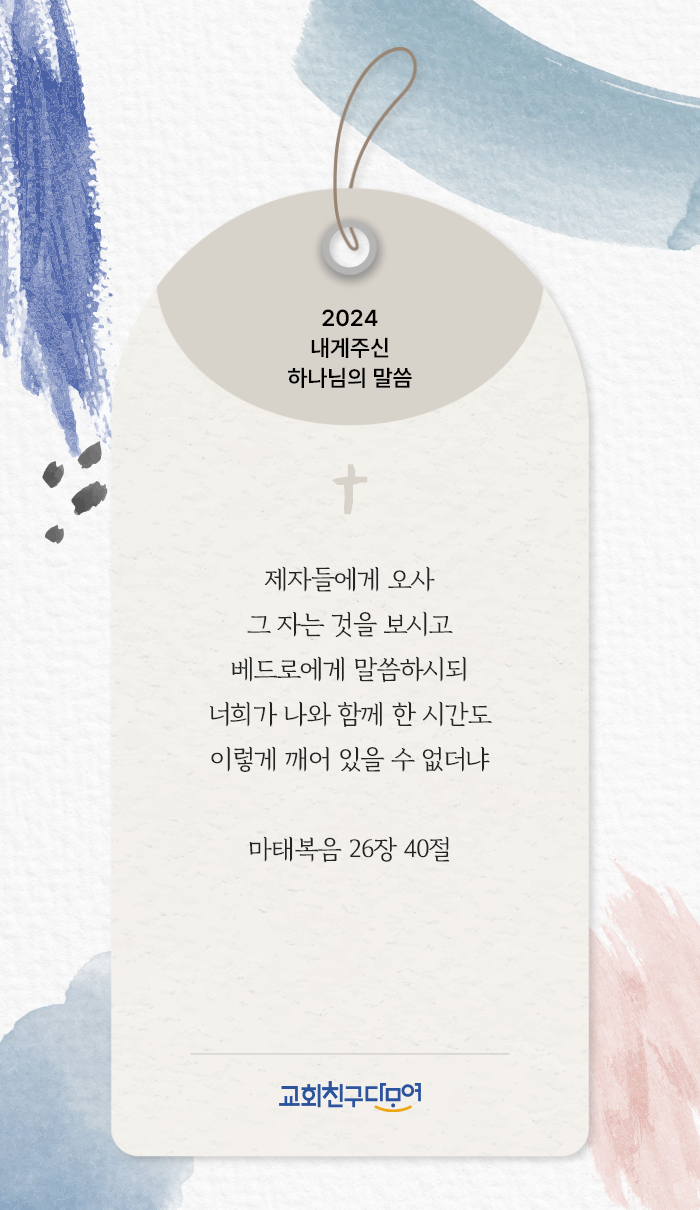 2024
내게주신
하나님의 말씀
제자들에게 오사
그 자는 것을 보시고
베드로에게 말씀하시되
너희가 나와 함께 한 시간도
이렇게 깨어 있을 수 없더냐
마태복음 26장 40절
교회친구다모여